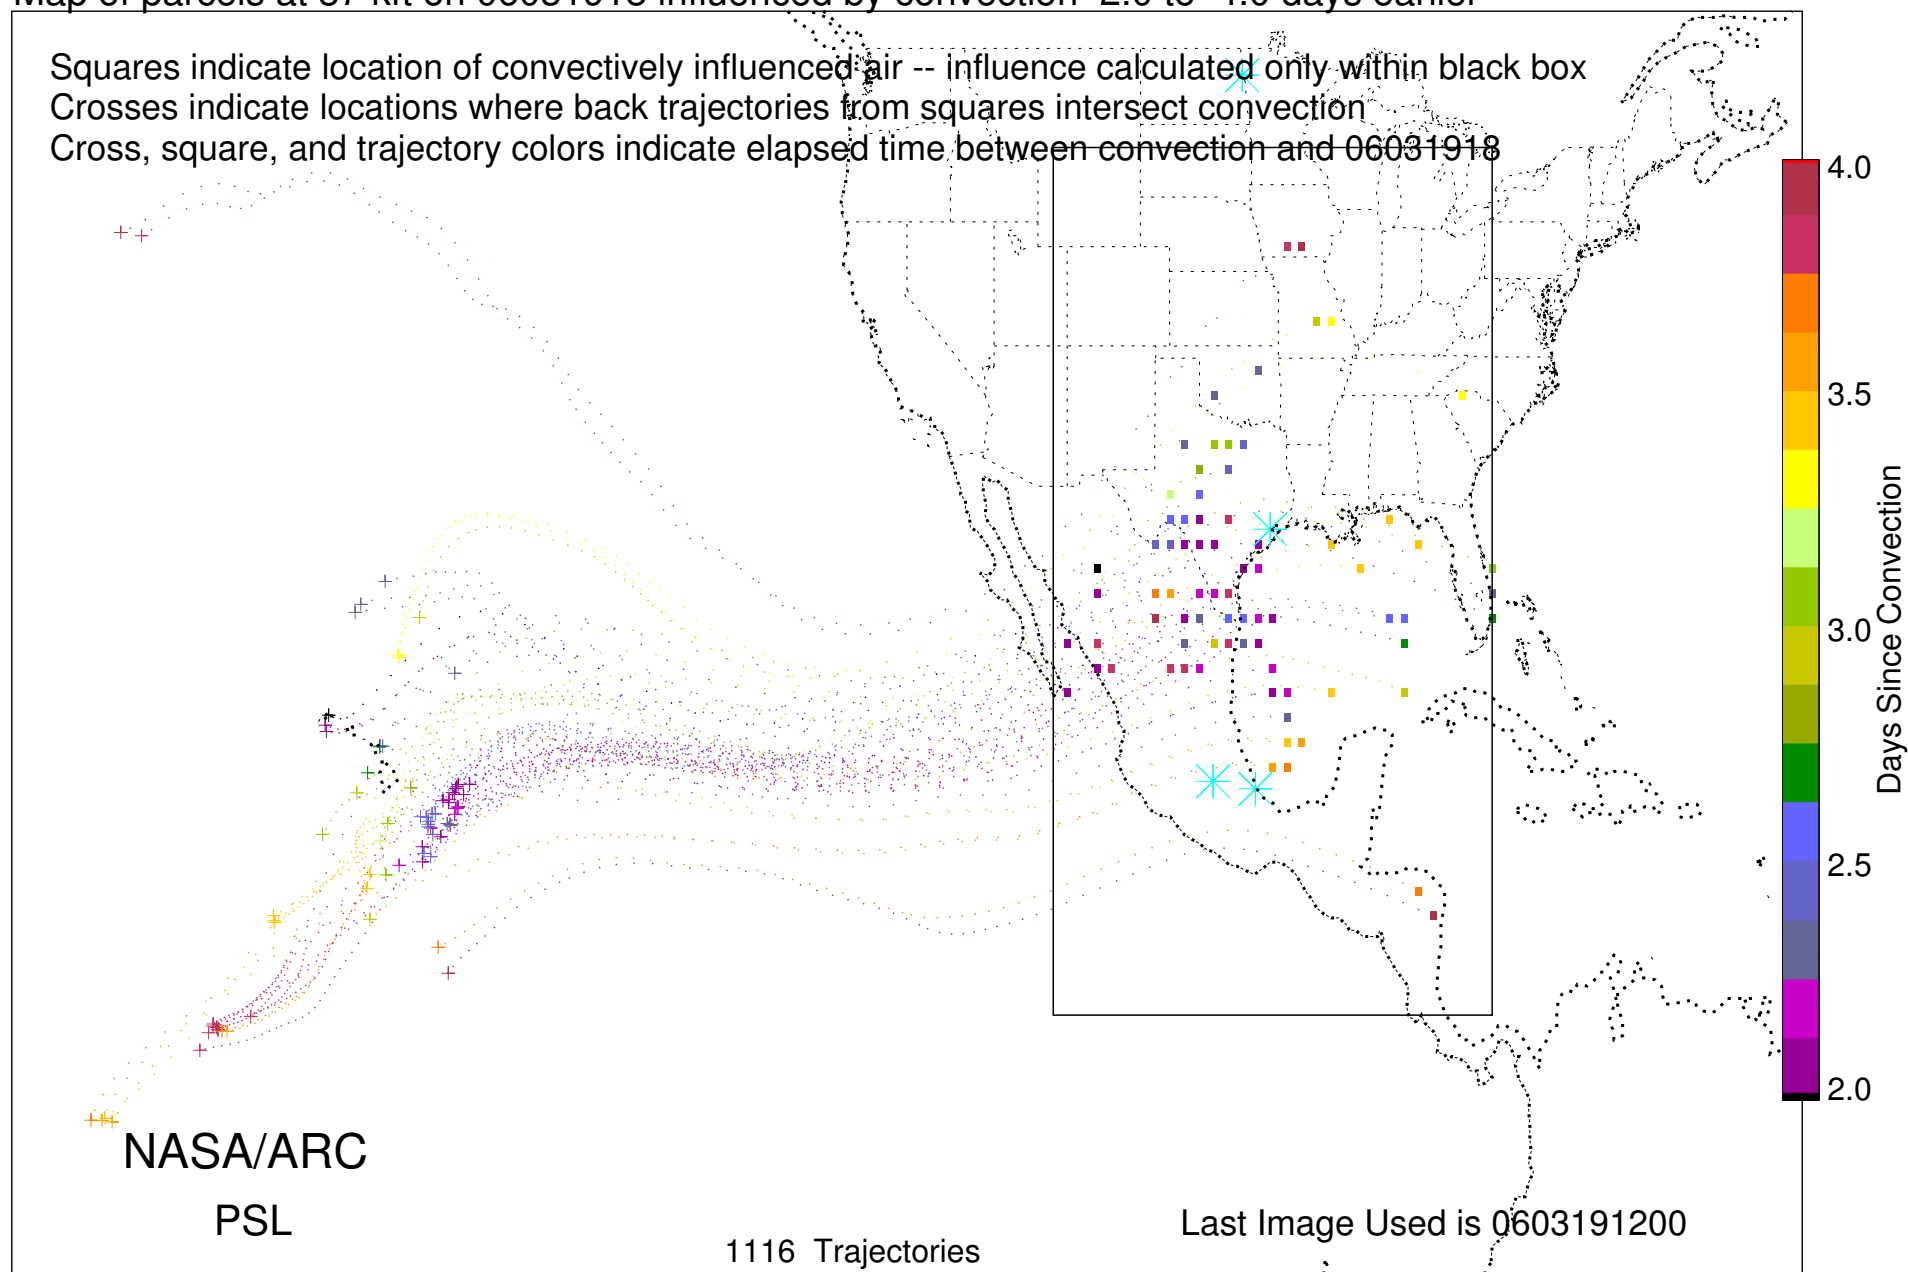 Squares indicate location of convectively influenced air -- influence calculated only within black box
Crosses indicate locations where back trajectories from squares intersect convection
Cross, square, and trajectory colors indicate elapsed time between convection and 06031918
4.0
3.5
3.0
2.5
2.0
Days Since Convection
NASA/ARC
PSL
1116 Trajectories
Last Image Used is 0603191200